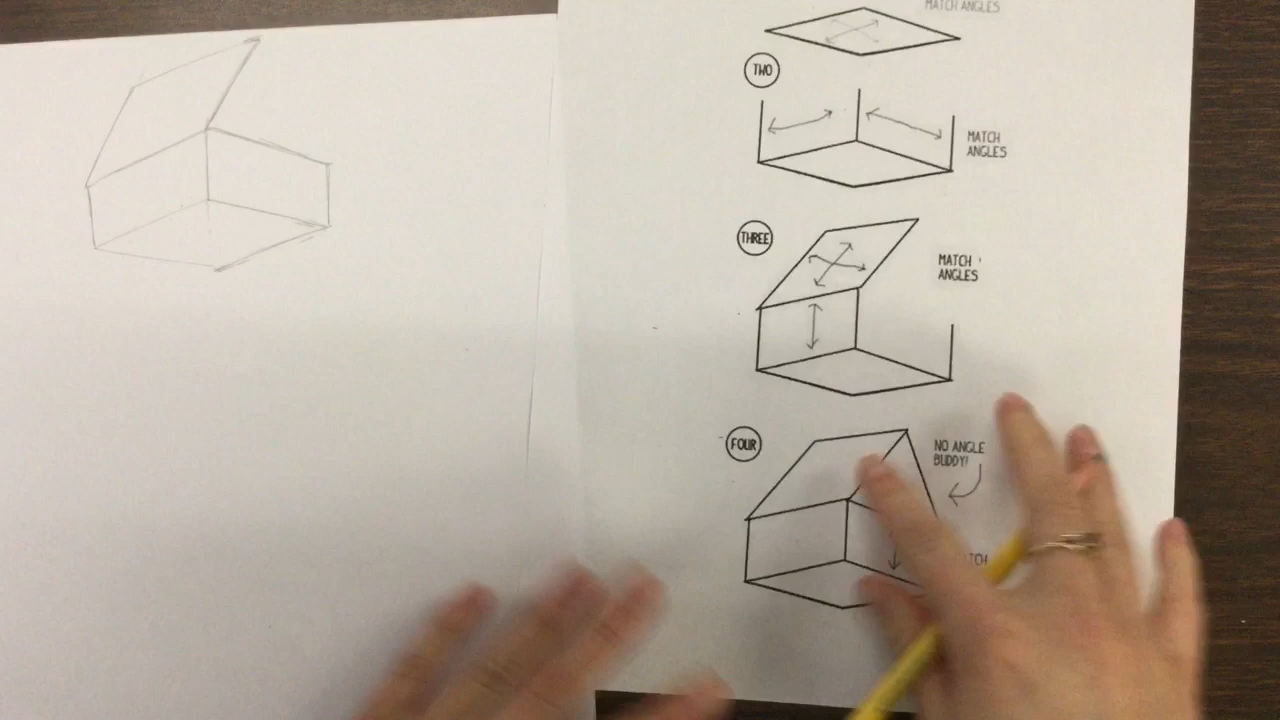 MATCH ANGLES
TWO
MATCH
ANGLES
THREE
MATCH
ANGLES
FOUR
NO ANGLE
BUDDY!